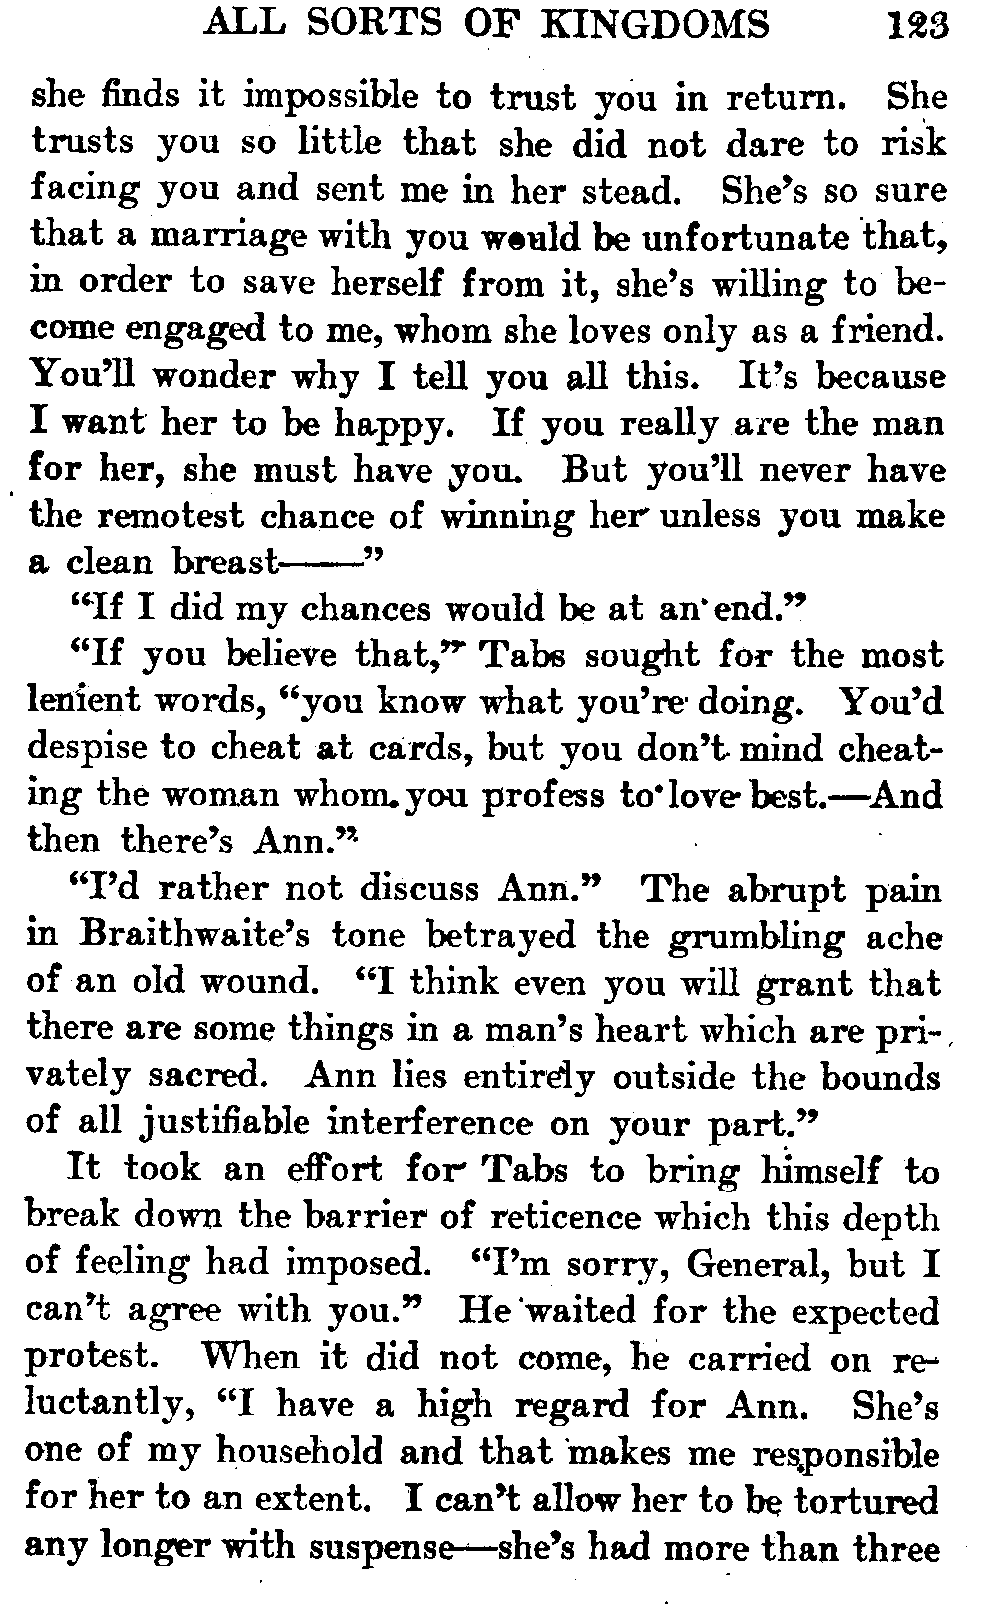 ALL SORTS OF KINGDOMS 123
she finds it impossible to trust you in return. She
trusts you so little that she did not dare to risk
facing you and sent me in her stead. She's so sure
that a marriage with you would be unfortunate that,
in order to save herself from it, she's willing to be-
come engaged to me, whom she loves only as a friend.
You'll wonder why I tell you all this. It's because
I want her to be happy. If you really are the man
for her, she must have you. But you'll never have
the remotest chance of winning her unless you make
a clean breast——"
"If I did my chances would be at an end."
"If you believe that," Tabs sought for the most
lenient words, "you know what you're doing. You'd
despise to cheat at cards, but you don't mind cheat-
ing the woman whom you profess to love best.—And
then there's Ann."
"I'd rather not discuss Ann." The abrupt pain
in Braithwaite's tone betrayed the grumbling ache
of an old wound. "I think even you will grant that
there are some things in a man's heart which are pri-
vately sacred. Ann lies entirely outside the bounds
of all justifiable interference on your part."
It took an effort for Tabs to bring himself to
break down the barrier of reticence which this depth
of feeling had imposed. "I'm sorry, General, but I
can't agree with you." He waited for the expected
protest. When it did not come, he carried on re-
luctantly, "I have a high regard for Ann. She's
one of my household and that makes me responsible
for her to an extent. I can't allow her to be tortured
any longer with suspense—she's had more than three